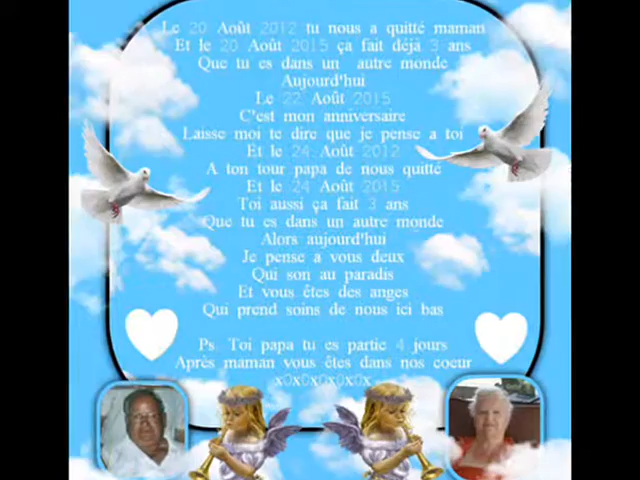 Le 20 Août 2012 tu nous a quitté maman
Et le 20 Août 2015 ça fait déjà 3 ans
Que tu es dans un autre monde
Aujourd'hui
Le 22 Août 2015
C'est mon anniversaire
Laisse moi te dire que je pense a toi
Et le 24 Août 2012
A ton tour papa de nous quitté
Et le 24 Août 2015
Toi aussi ça fait 3 ans
Que tu es dans un autre monde
Alors aujourd'hui
Je pense a vous deux
Qui son au paradis
Et vous êtes des anges
Qui prend soins de nous ici bas
Ps Toi papa tu es partie 4 jours
Après maman vous êtes dans nos coeur
x0x0x0x0x0x